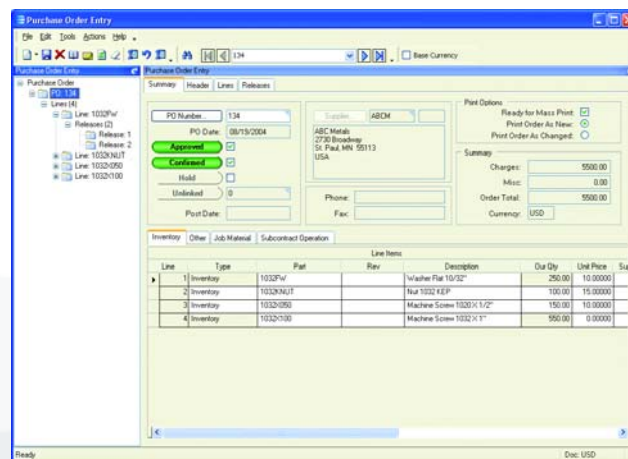 Purchase Order Entry
File Edit Tools Actions Help
134
Base Currency
Purchase Order Entry
Purchase Order
PO: 134
Lines (4)
Line: 1032FW
Releases (2)
Release: 1
Release: 2
Line: 1032KNUT
Line: 1032X050
Line: 1032X100
Purchase Order Entry
Summary Header Lines Releases
PO Number... 134
PO Date: 08/19/2004
Approved
Confirmed
Hold
Unlinked 0
Post Date:
Supplier... ABCM
ABC Metals
2730 Broadway
St. Paul, MN 55113
USA
Phone:
Fax:
Print Options
Ready for Mass Print:
Print Order As New:
Print Order As Changed:
Summary
Charges: 5500.00
Misc: 0.00
Order Total: 5500.00
Currency: USD
Inventory Other Job Material Subcontract Operation
Line Items
Line Type Part Rev Description Our Qty Unit Price Su
1 Inventory 1032FW Washer Flat 10/32" 250.00 10.00000
2 Inventory 1032KNUT Nut 1032 KEP 100.00 15.00000
3 Inventory 1032X050 Machine Screw 1020 X 1/2" 150.00 10.00000
4 Inventory 1032X100 Machine Screw 1032 X 1" 550.00 0.00000
Ready Doc: USD